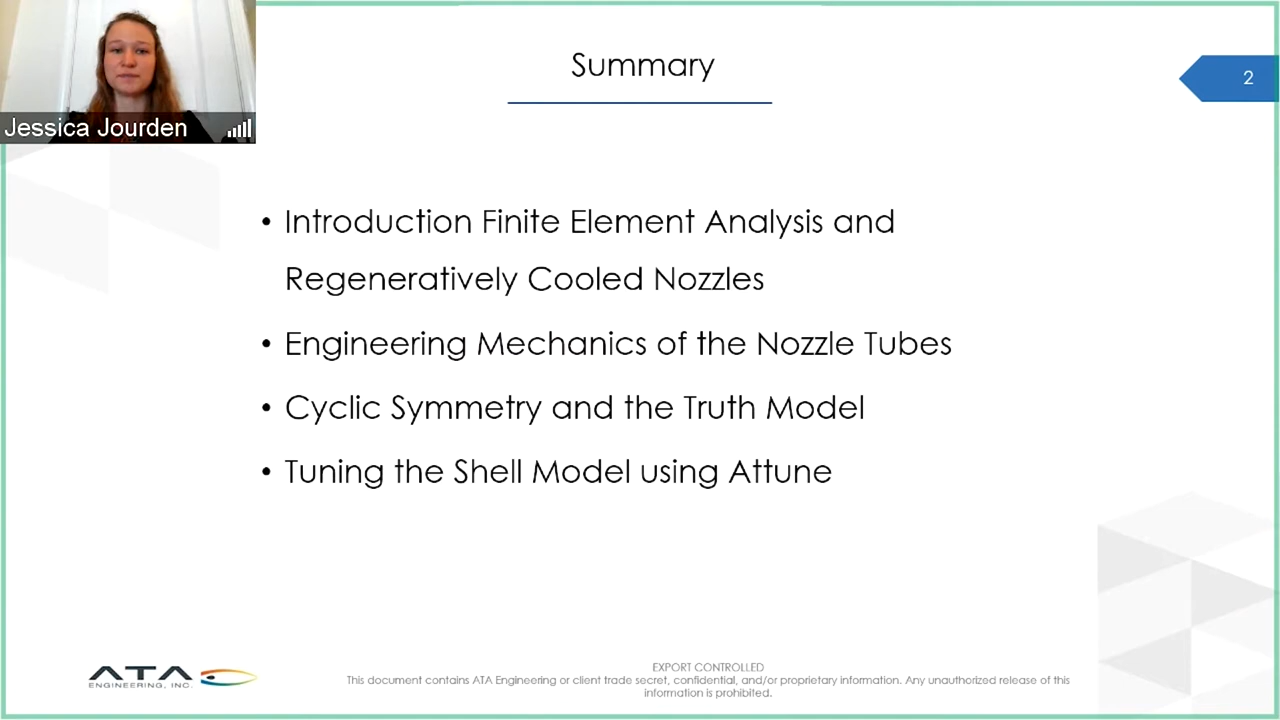 Summary
2
Jessica Jourden
• Introduction Finite Element Analysis and
Regeneratively Cooled Nozzles
• Engineering Mechanics of the Nozzle Tubes
• Cyclic Symmetry and the Truth Model
• Tuning the Shell Model using Attune
ATA
ENGINEERING, INC.
EXPORT CONTROLLED
This document contains ATA Engineering or client trade secret, confidential, and/or proprietary information. Any unauthorized release of this
information is prohibited.